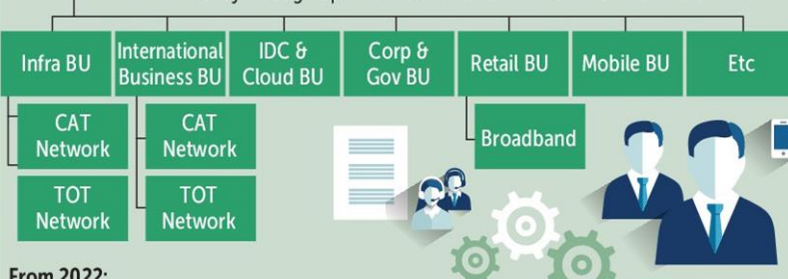 Infra BU
International
Business BU
IDC &
Cloud BU
Corp &
Gov BU
Retail BU
Mobile BU
Etc
CAT
Network
CAT
Network
Broadband
TOT
Network
TOT
Network
From 2022: